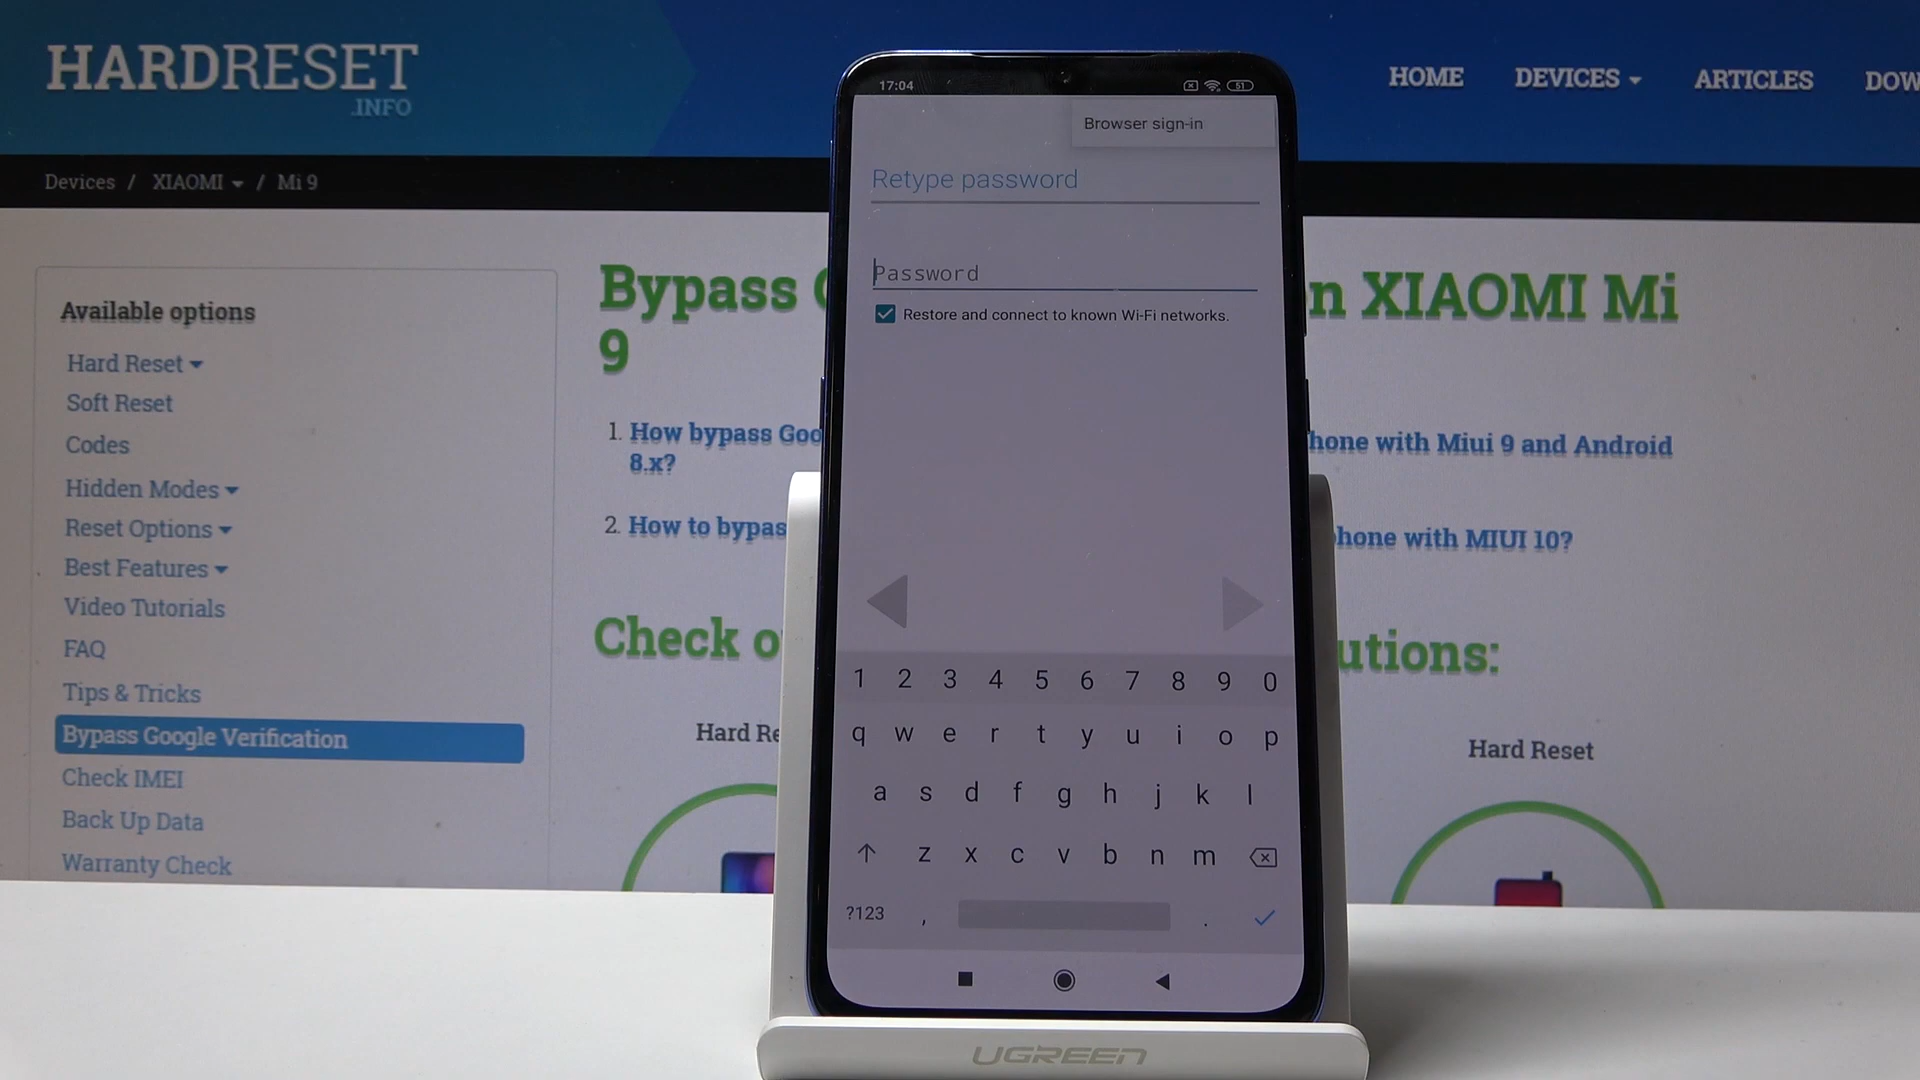 HARDRESET
.INFO
HOME
DEVICES
ARTICLES
Devices / XIAOMI / Mi 9
Available options
Hard Reset
Soft Reset
Codes
Hidden Modes
Reset Options
Best Features
Video Tutorials
FAQ
Tips & Tricks
Bypass Google Verification
Check IMEI
Back Up Data
Warranty Check
Bypass
n XIAOMI Mi
9
1. How bypass Goo
hone with Miui 9 and Android
8.x?
2. How to bypas
hone with MIUI 10?
Check o
utions:
Hard Re
Hard Reset
17:04
51
Browser sign-in
Retype password
Password
Restore and connect to known Wi-Fi networks.
1 2 3 4 5 6 7 8 9 0
q w e r t y u i o p
a s d f g h j k l
z x c v b n m
?123 , .
UGREEN